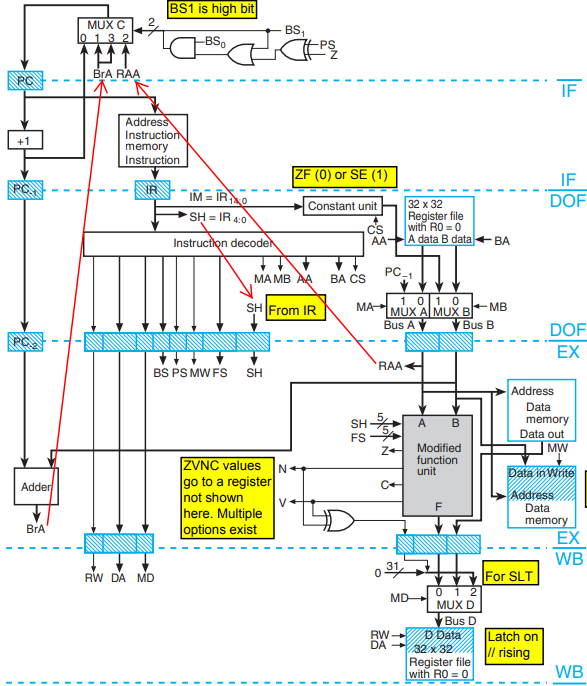 BS1 is high bit
MUX C
0 1 3 2
2
BS1
BS0
PS
Z
BrA RAA
PC
IF
+1
Address
Instruction
memory
Instruction
ZF (0) or SE (1)
PC-1
IR
IF
DOF
IM = IR14:0
Constant unit
SH = IR4:0
CS
32 x 32
Register file
with R0 = 0
A data B data
AA
BA
Instruction decoder
MA MB AA BA CS
PC-1
MA
1 0 1 0
MUX A MUX B
MB
Bus A
Bus B
SH
From IR
PC-2
DOF
EX
BS PS MW FS SH
RAA
Address
Data
memory
Data out
SH 5
FS 5
A B
Modified
function
unit
F
Z
N
C
V
MW
Data in Write
Address
Data
memory
ZVNC values
go to a register
not shown
here. Multiple
options exist
Adder
BrA
EX
WB
RW DA MD
0 31
For SLT
MD
0 1 2
MUX D
Bus D
RW
DA
D Data
32 x 32
Register file
with R0 = 0
Latch on
// rising
WB